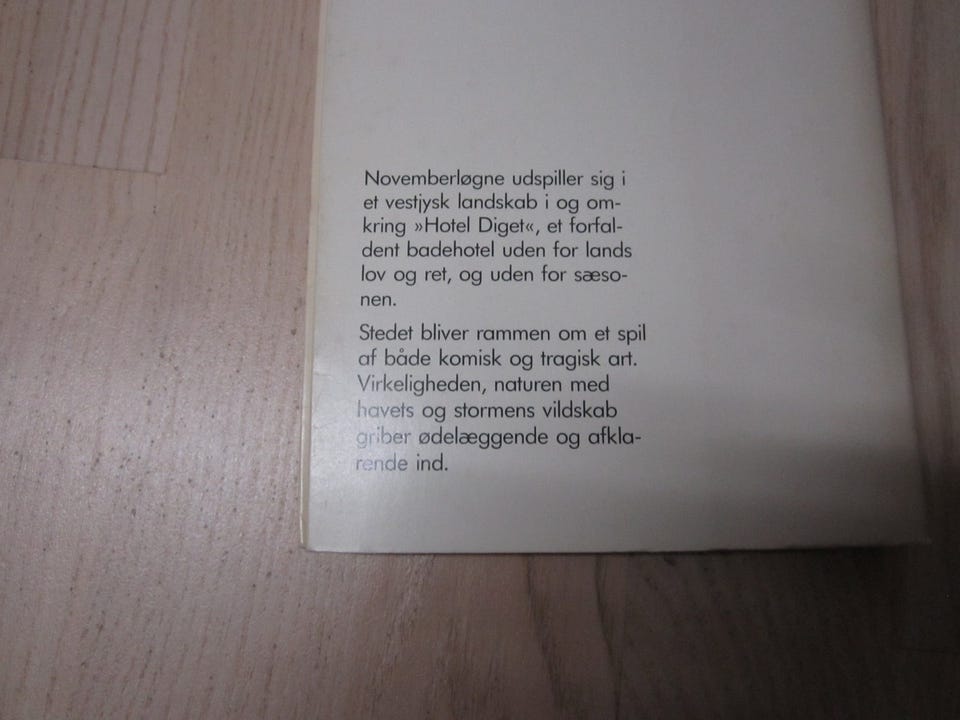 Novemberløgne udspiller sig i
et vestjysk landskab i og om-
kring »Hotel Diget«, et forfal-
dent badehotel uden for lands
lov og ret, og uden for sæso-
nen.
Stedet bliver rammen om et spil
af både komisk og tragisk art.
Virkeligheden, naturen med
havets og stormens vildskab
griber ødelæggende og afkla-
rende ind.